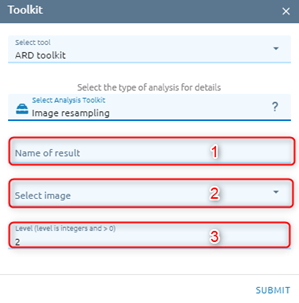 Toolkit
×
Select tool
ARD toolkit
Select the type of analysis for details
Select Analysis Toolkit
Image resampling
?
Name of result
1
Select image
2
Level (level is integers and > 0)
2
3
SUBMIT